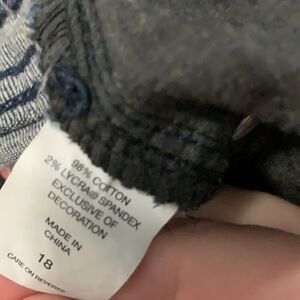 98% COTTON
2% LYCRA® SPANDEX
EXCLUSIVE OF
DECORATION
MADE IN
CHINA
18
CARE ON REVERSE